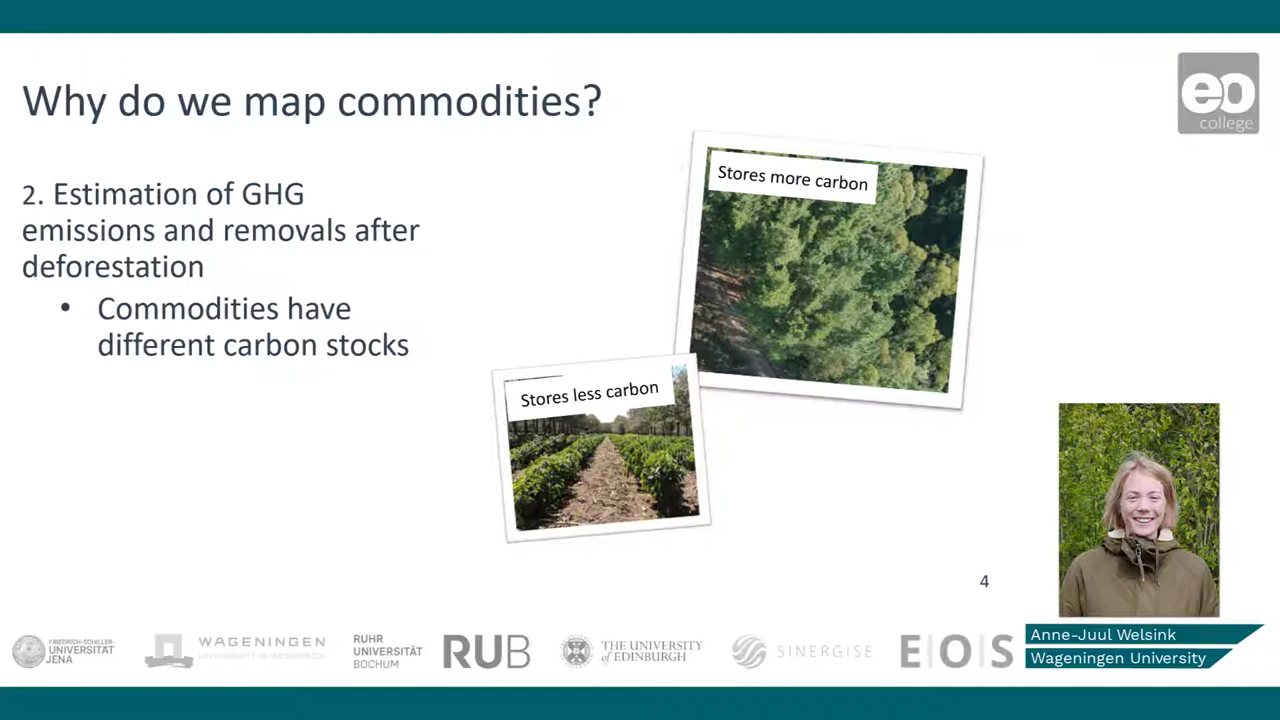 Why do we map commodities?
eo
college
2. Estimation of GHG
emissions and removals after
deforestation
• Commodities have
different carbon stocks
Stores more carbon
Stores less carbon
4
FRIEDRICH-SCHILLER-
UNIVERSITÄT
JENA
WAGENINGEN
RUHR
UNIVERSITÄT
BOCHUM
RUB
THE UNIVERSITY
of EDINBURGH
SINERGISE
E|O|S
Anne-Juul Welsink
Wageningen University